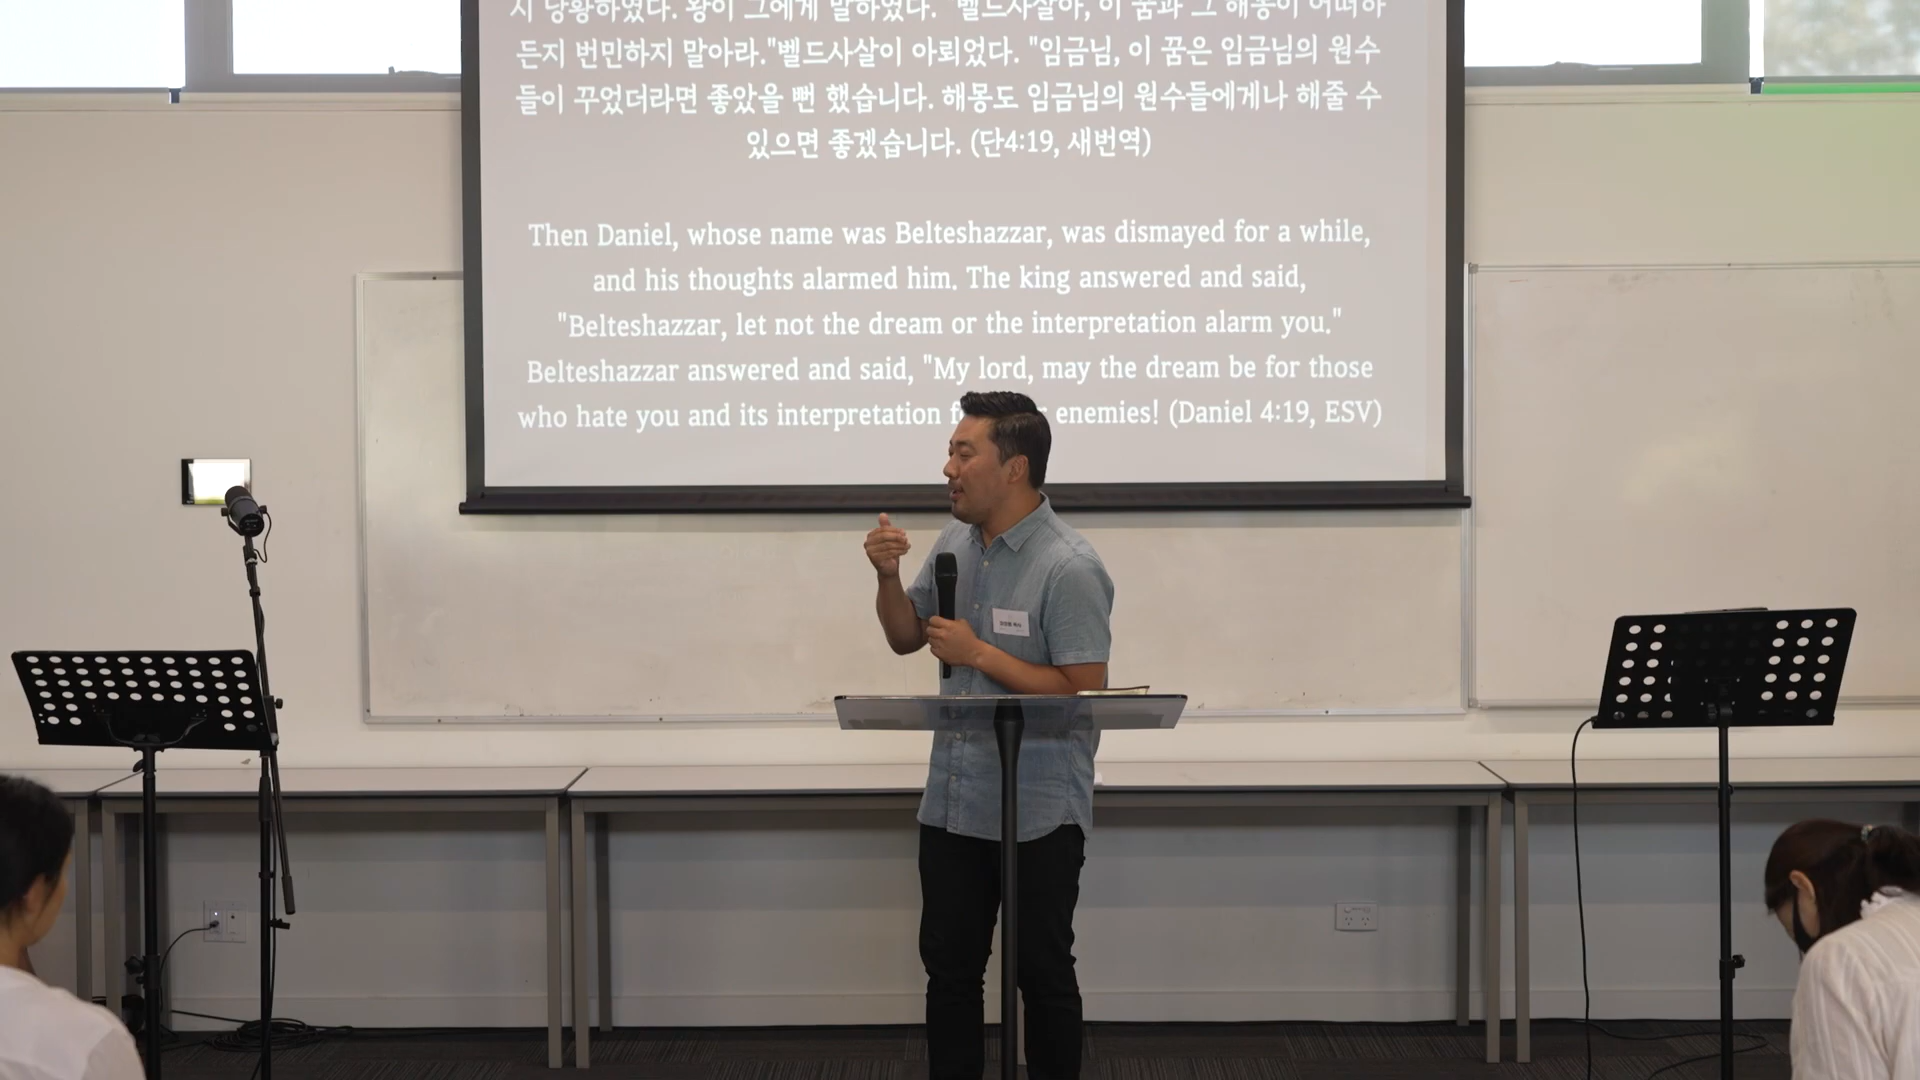 시 당황하였다. 왕이 그에게 말하였다. "벨드사살아, 이 꿈과 그 해몽이 어떠하
든지 번민하지 말아라."벨드사살이 아뢰었다. "임금님, 이 꿈은 임금님의 원수
들이 꾸었더라면 좋았을 뻔 했습니다. 해몽도 임금님의 원수들에게나 해줄 수
있으면 좋겠습니다. (단4:19, 새번역)
Then Daniel, whose name was Belteshazzar, was dismayed for a while,
and his thoughts alarmed him. The king answered and said,
"Belteshazzar, let not the dream or the interpretation alarm you."
Belteshazzar answered and said, "My lord, may the dream be for those
who hate you and its interpretation enemies! (Daniel 4:19, ESV)